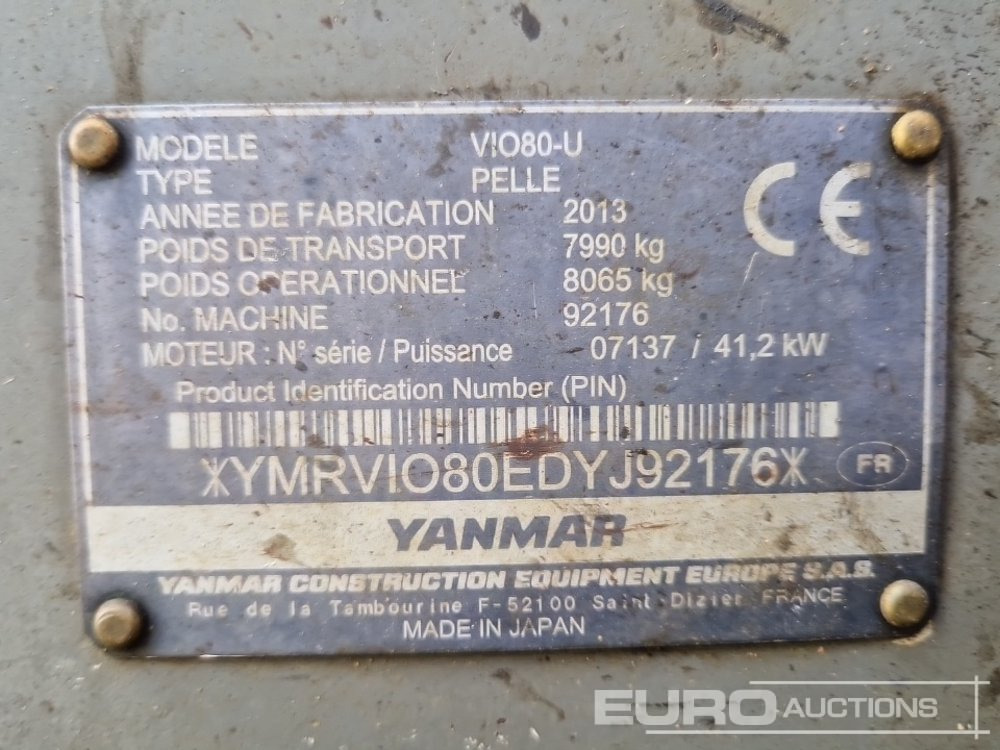 MODELE VIO80-U
TYPE PELLE
ANNEE DE FABRICATION 2013
POIDS DE TRANSPORT 7990 kg
POIDS OPERATIONNEL 8065 kg
No. MACHINE 92176
MOTEUR : N° série / Puissance 07137 / 41,2 kW
CE
Product Identification Number (PIN)
*YMRVIO80EDYJ92176*
FR
YANMAR
YANMAR CONSTRUCTION EQUIPMENT EUROPE S.A.S.
Rue de la Tambourine F-52100 Saint Dizier FRANCE
MADE IN JAPAN
EURO AUCTIONS